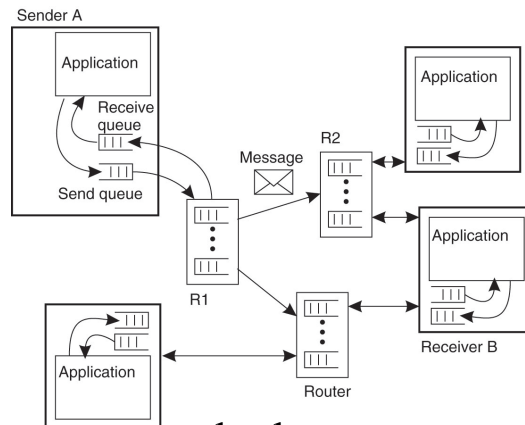 Sender A
Application
Receive
queue
Send queue
Message
R1
R2
Application
Application
Receiver B
Application
Router